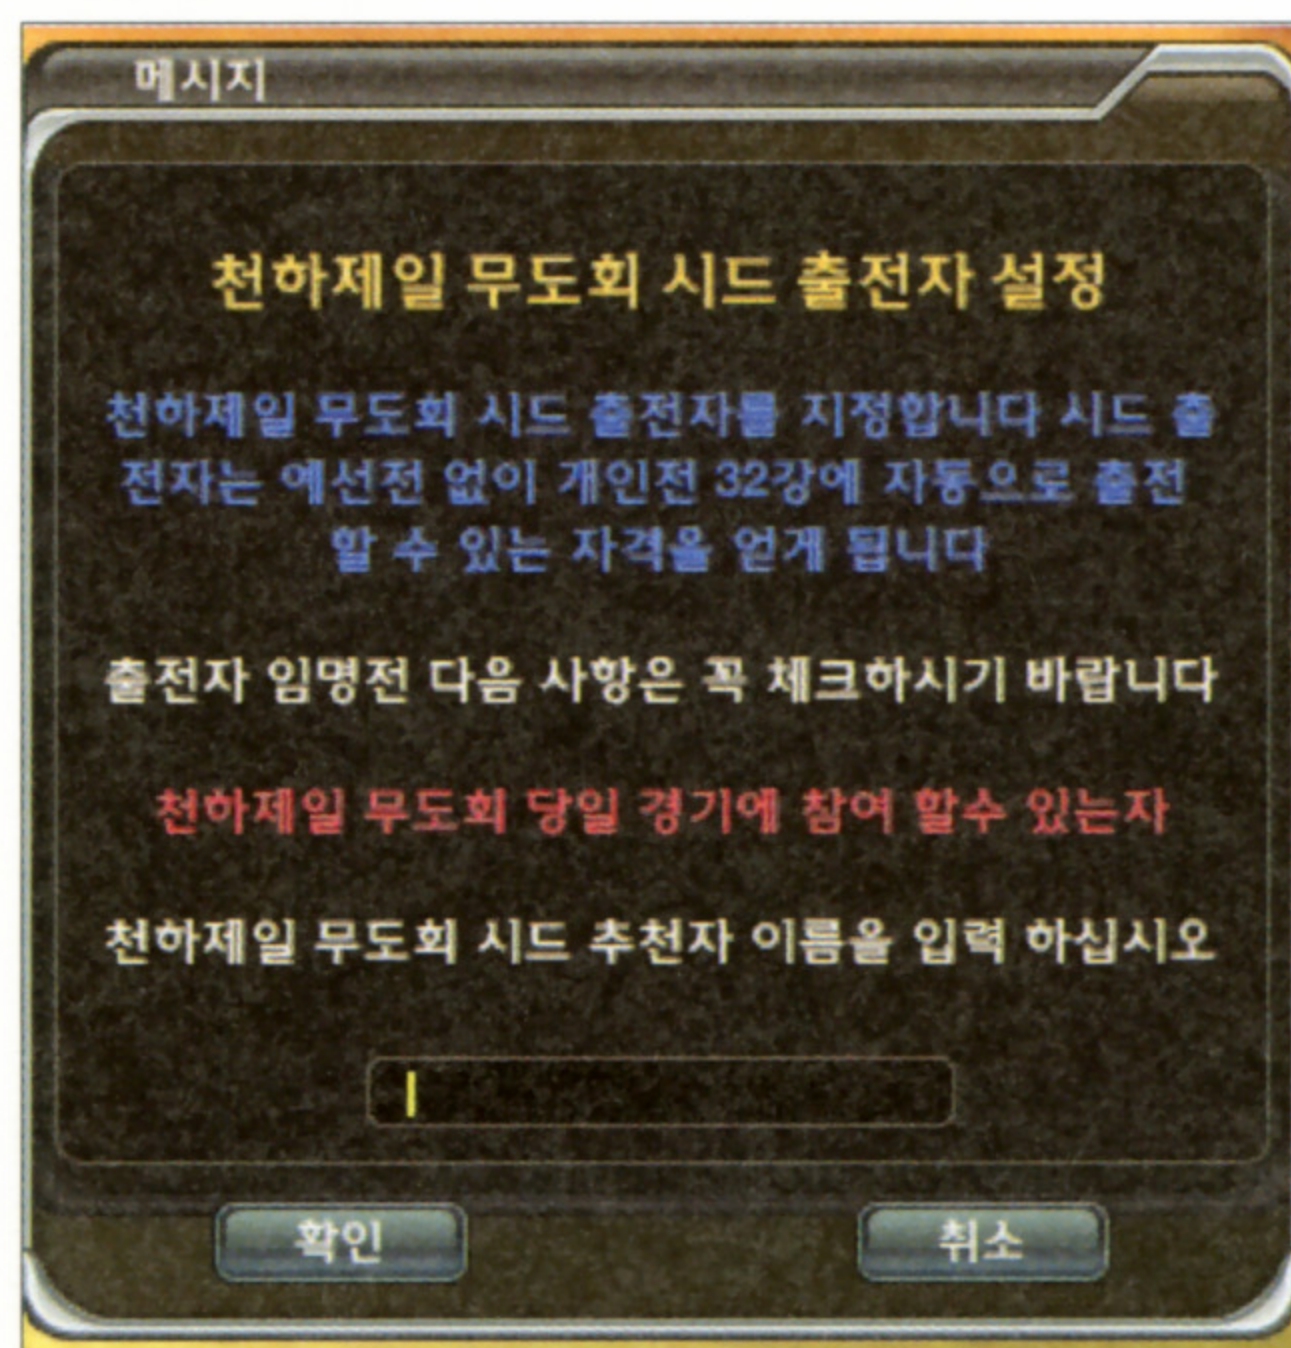 메시지
천하제일 무도회 시드 출전자 설정
천하제일 무도회 시드 출전자를 지정합니다 시드 출
전자는 예선전 없이 개인전 32강에 자동으로 출전
할 수 있는 자격을 얻게 됩니다
출전자 임명전 다음 사항은 꼭 체크하시기 바랍니다
천하제일 무도회 당일 경기에 참여 할수 있는자
천하제일 무도회 시드 추천자 이름을 입력 하십시오
확인
취소